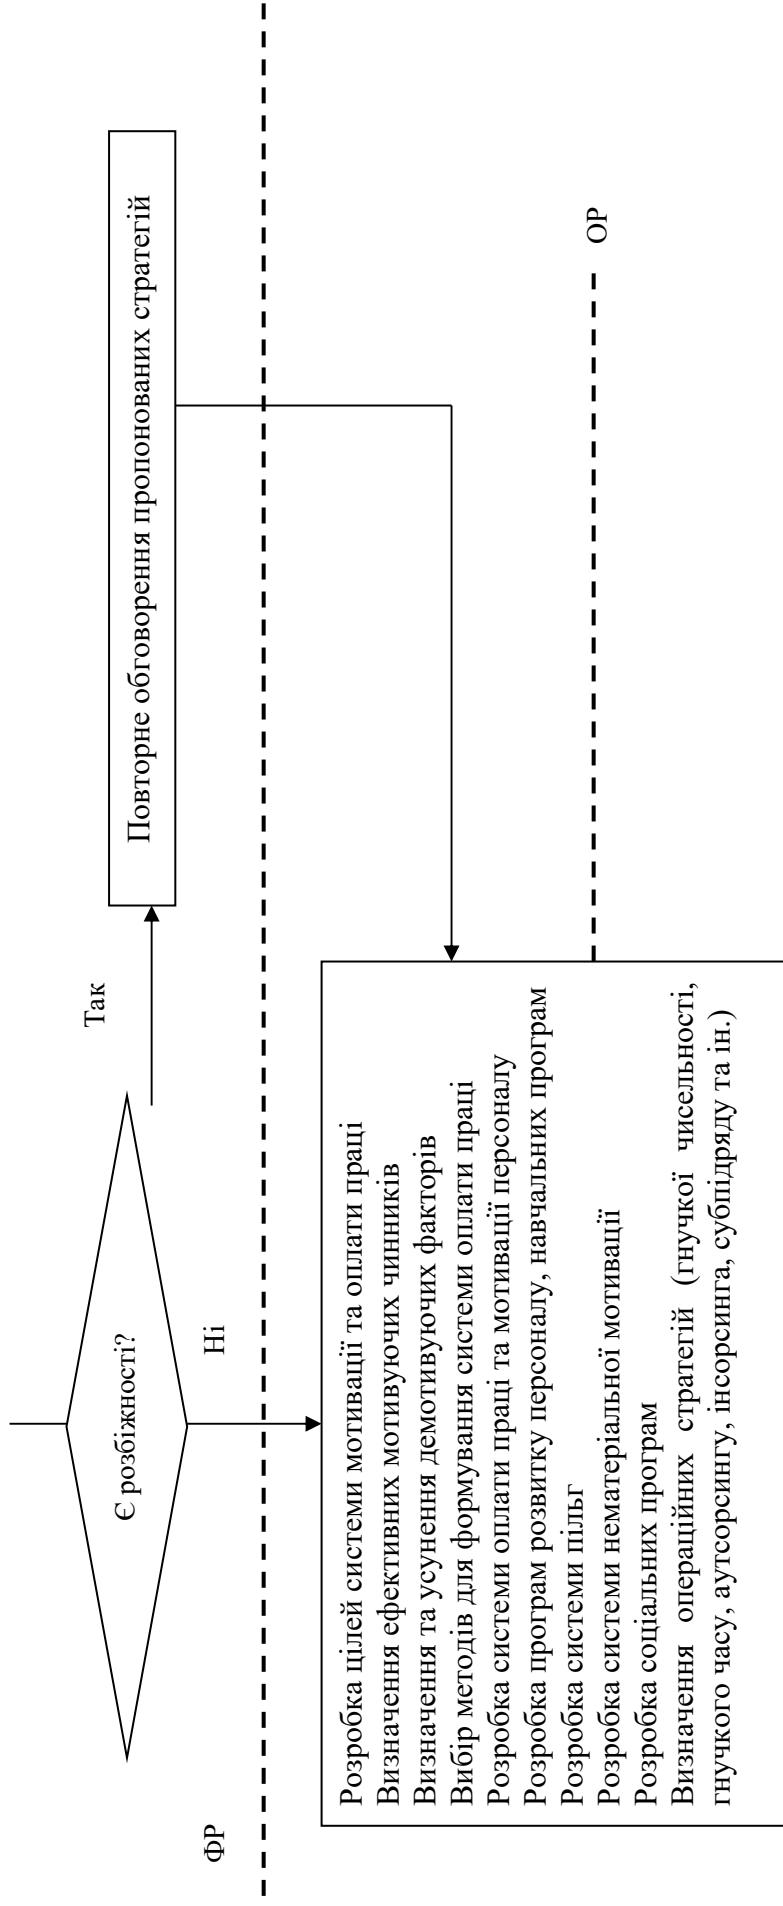 Є розбіжності?
Так
Повторне обговорення пропонованих стратегій
Ні
ФР
Розробка цілей системи мотивації та оплати праці
Визначення ефективних мотивуючих чинників
Визначення та усунення демотивуючих факторів
Вибір методів для формування системи оплати праці
Розробка системи оплати праці та мотивації персоналу
Розробка програм розвитку персоналу, навчальних програм
Розробка системи пільг
Розробка системи нематеріальної мотивації
Розробка соціальних програм
Визначення операційних стратегій (гнучкої чисельності,
гнучкого часу, аутсорсингу, інсорсинга, субпідряду та ін.)
ОР